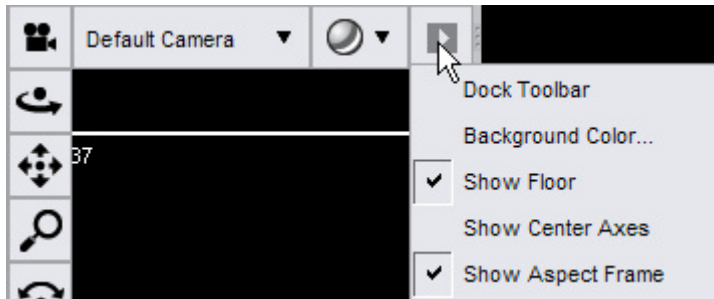 Default Camera
Dock Toolbar
Background Color...
37
Show Floor
Show Center Axes
Show Aspect Frame